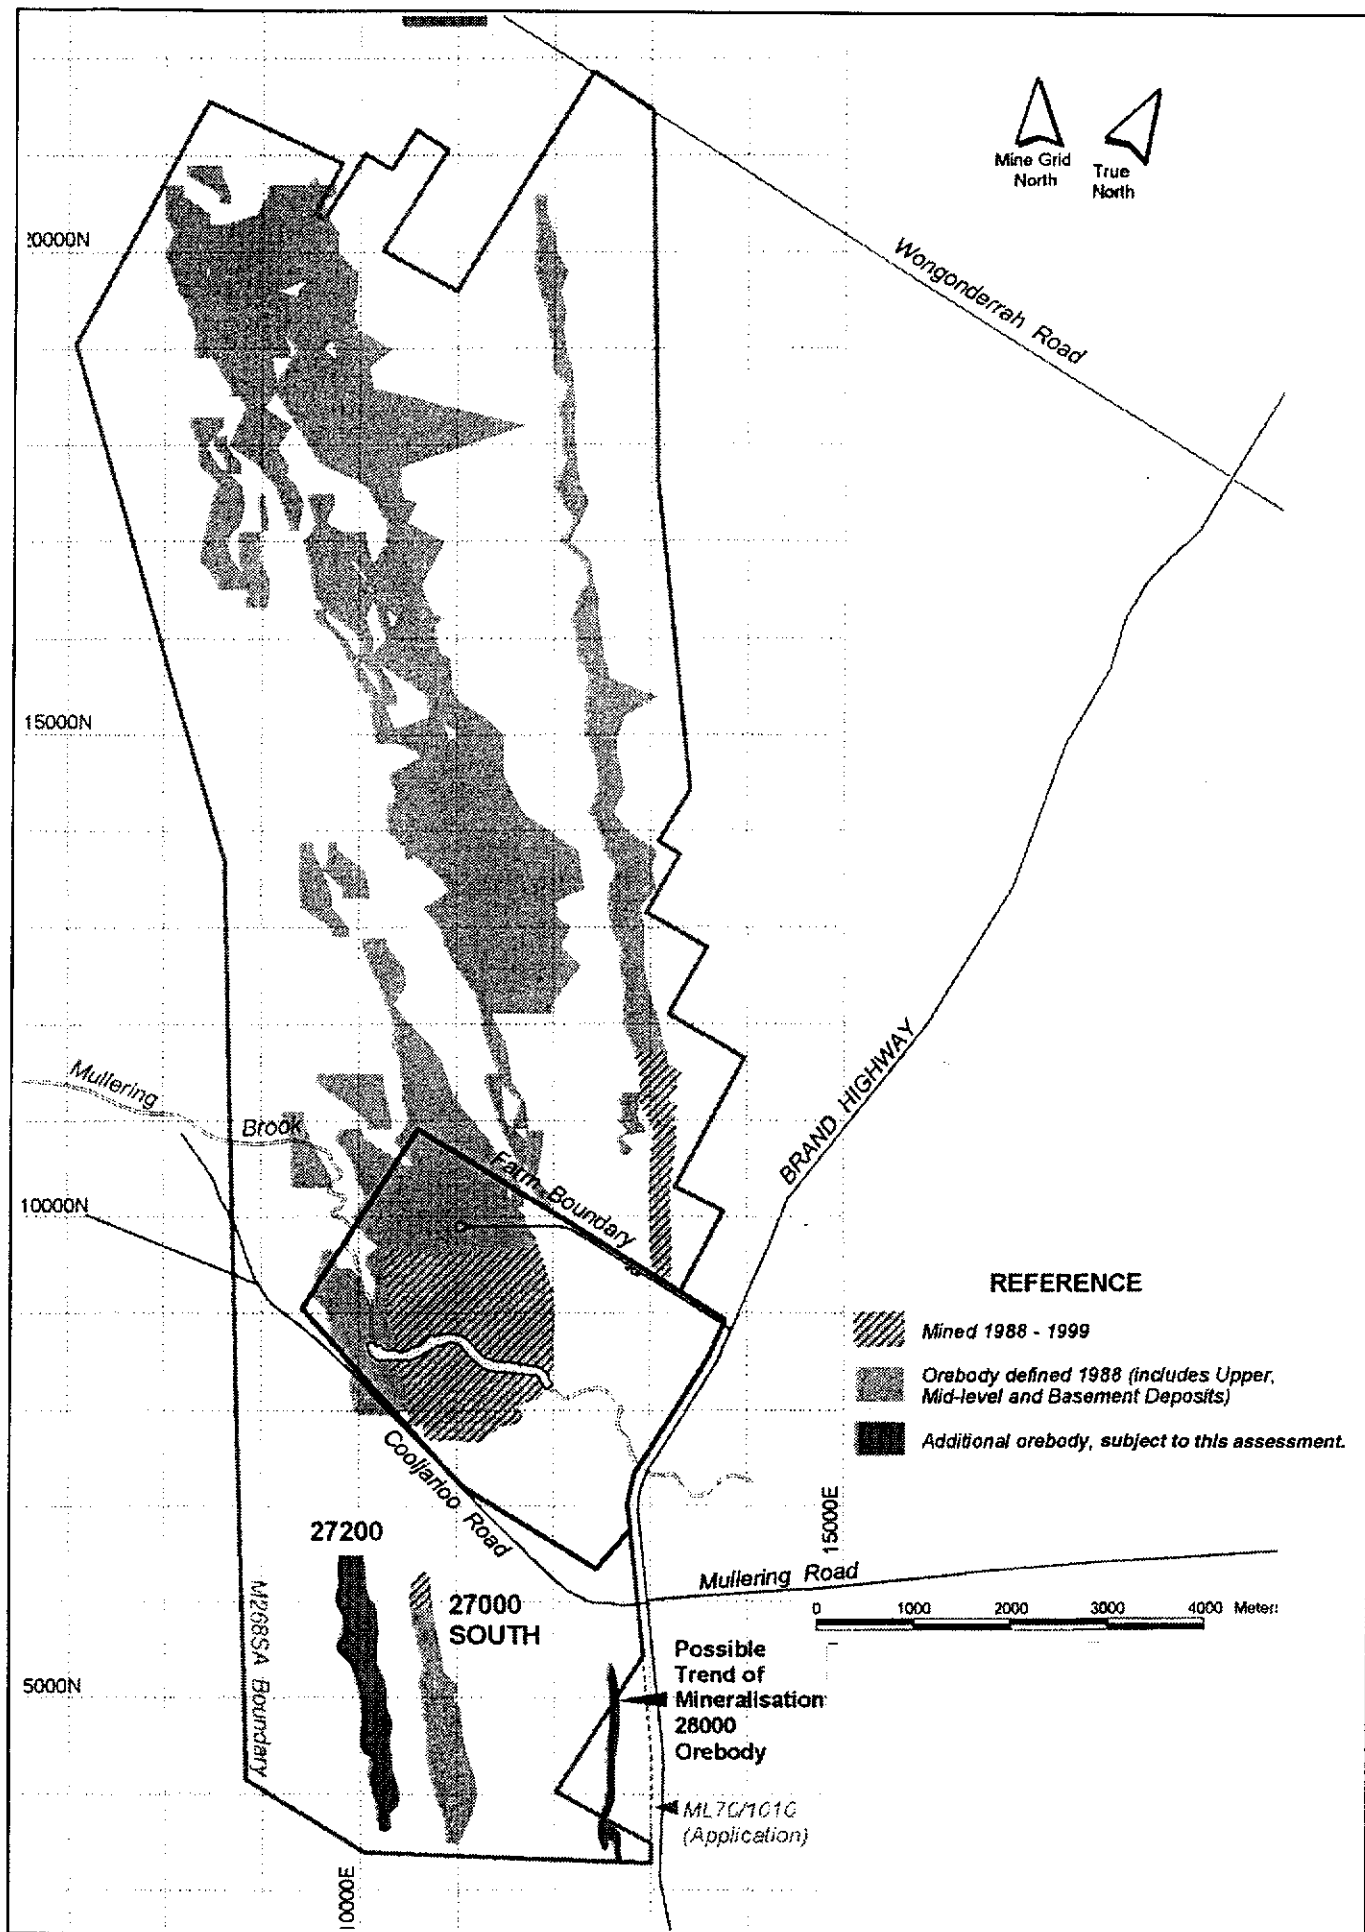 Mine Grid
North
True
North
20000N
Wongonderrah Road
15000N
BRAND HIGHWAY
Mullering
Brook
Farm Boundary
10000N
REFERENCE
Mined 1988 - 1999
Orebody defined 1988 (includes Upper,
Mid-level and Basement Deposits)
Additional orebody, subject to this assessment.
Cooljarloo Road
15000E
27200
Mullering Road
M268SA Boundary
27000
SOUTH
0 1000 2000 3000 4000
Possible
Trend of
Mineralisation
28000
Orebody
5000N
ML70/1010
(Application)
10000E